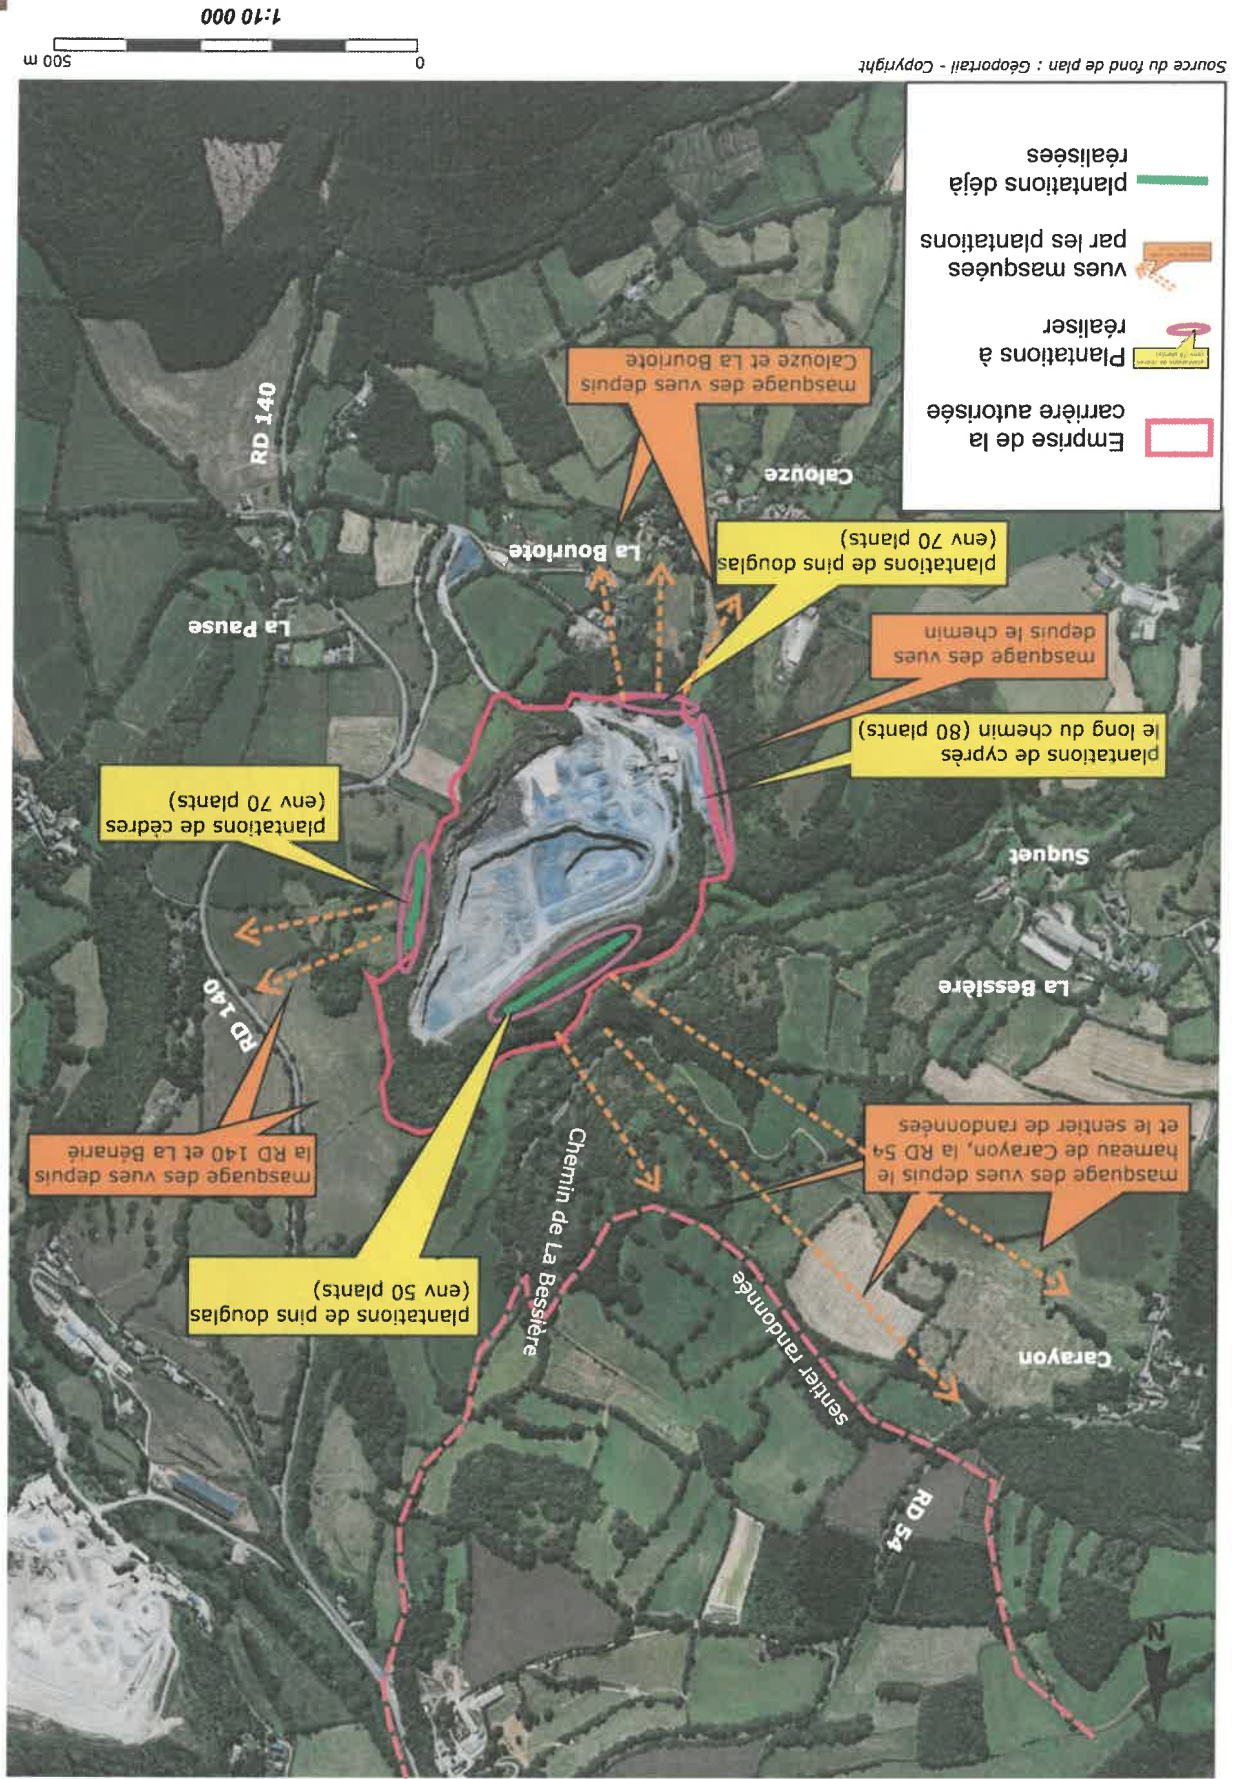 N
RD 54
sentier randonnée
Carayon
plantations de pins douglas
(env 50 plants)
Chemin de La Bessière
masquage des vues depuis le
hameau de Carayon, la RD 54
et le sentier de randonnées
masquage des vues depuis
la RD 140 et La Bénarié
RD 140
La Bessière
Suquet
plantations de cèdres
(env 70 plants)
plantations de cyprès
le long du chemin (80 plants)
masquage des vues
depuis le chemin
La Pause
plantations de pins douglas
(env 70 plants)
La Bouriote
Calouze
RD 140
masquage des vues depuis
Calouze et La Bouriote
Emprise de la
carrière autorisée
Plantations à
réaliser
vues masquées
par les plantations
plantations déjà
réalisées
Source du fond de plan : Géoportail - Copyright
0
500 m
1:10 000